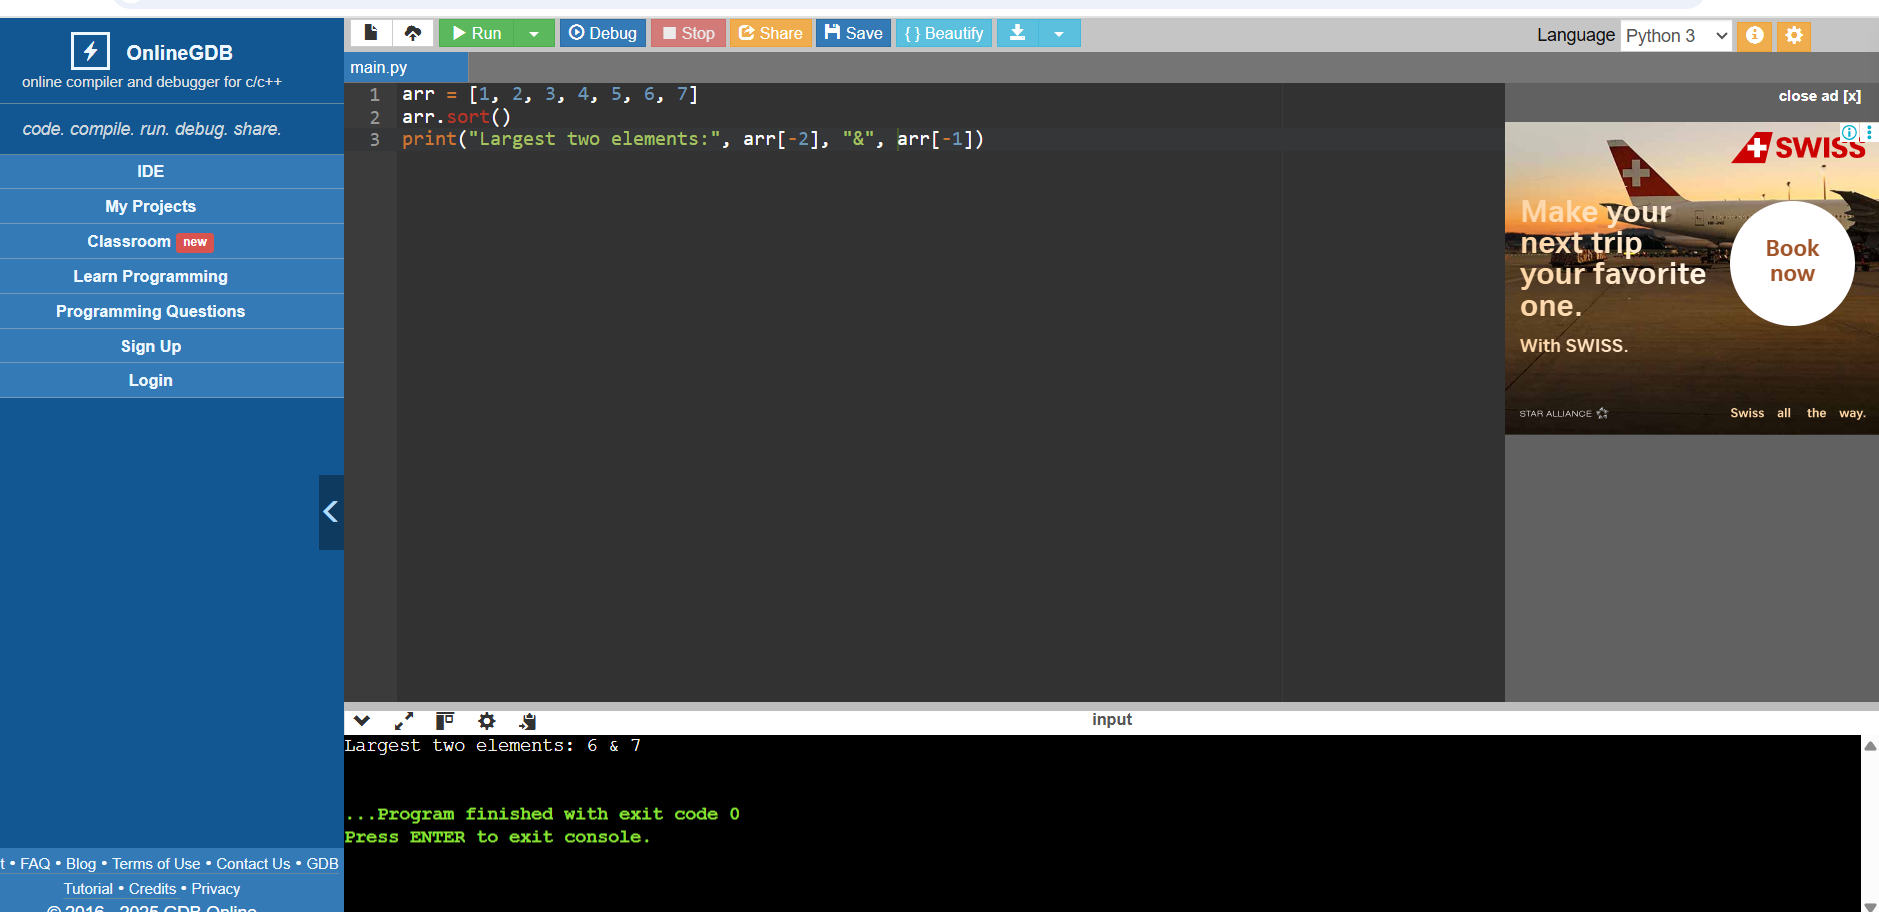 OnlineGDB
online compiler and debugger for c/c++
code. compile. run. debug. share.
IDE
My Projects
Classroom new
Learn Programming
Programming Questions
Sign Up
Login
t • FAQ • Blog • Terms of Use • Contact Us • GDB
Tutorial • Credits • Privacy
© 2016 - 2025 GDB Online
Run Debug Stop Share Save { } Beautify
Language Python 3
main.py
1 arr = [1, 2, 3, 4, 5, 6, 7]
2 arr.sort()
3 print("Largest two elements:", arr[-2], "&", arr[-1])
close ad [x]
SWISS
Make your
next trip
your favorite
one.
Book
now
With SWISS.
STAR ALLIANCE
Swiss all the way.
input
Largest two elements: 6 & 7
...Program finished with exit code 0
Press ENTER to exit console.